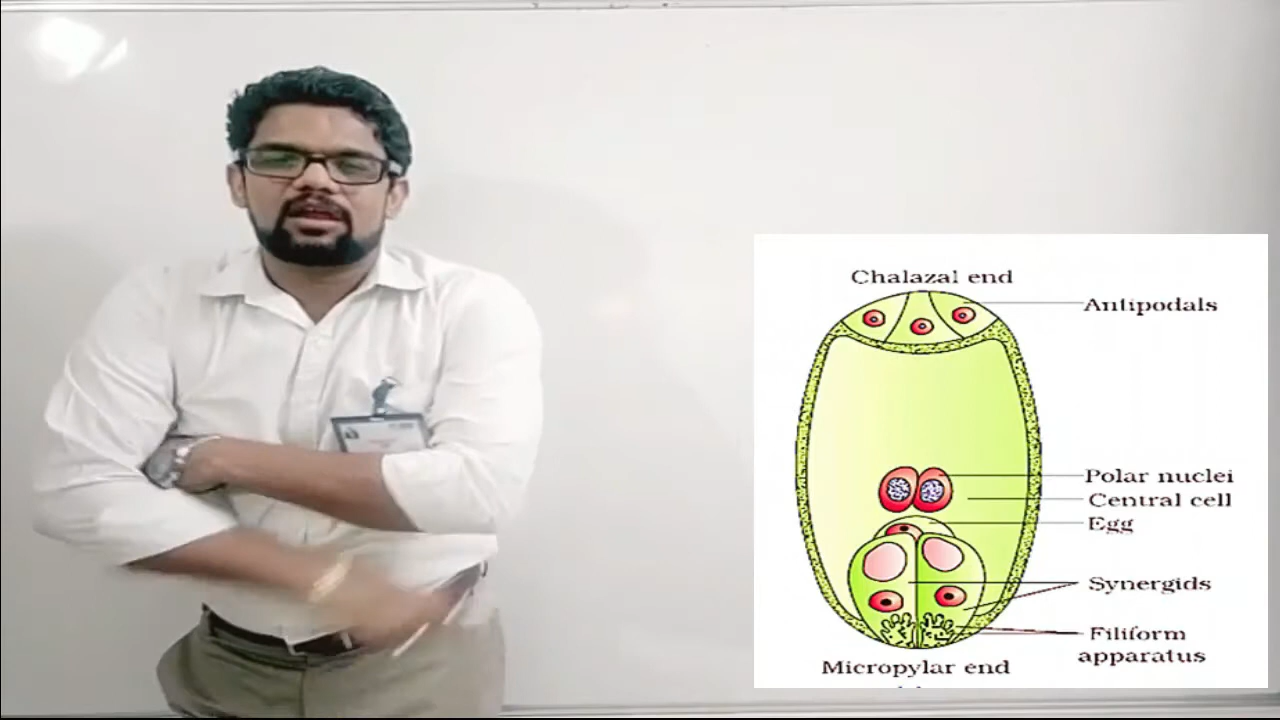 Chalazal end
Antipodals
Polar nuclei
Central cell
Egg
Synergids
Filiform
apparatus
Micropylar end